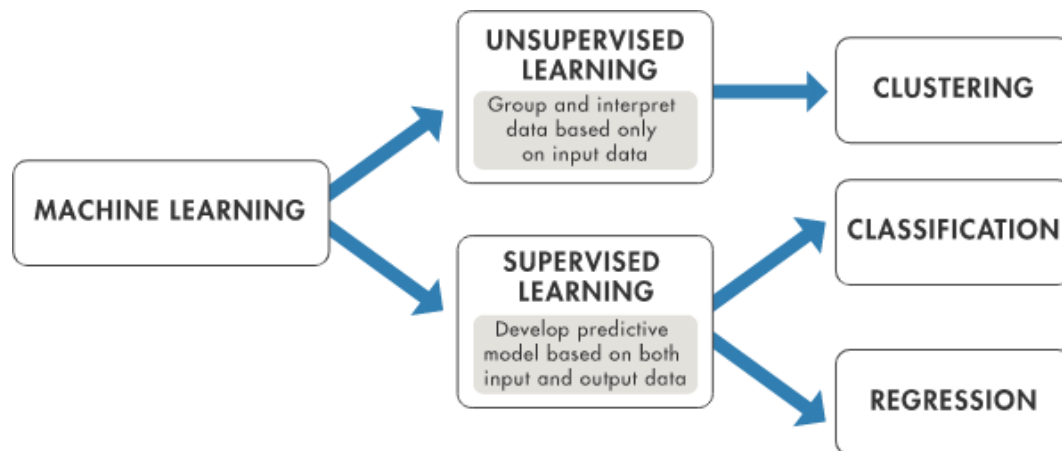 UNSUPERVISED
LEARNING
Group and interpret
data based only
on input data
CLUSTERING
MACHINE LEARNING
CLASSIFICATION
SUPERVISED
LEARNING
Develop predictive
model based on both
input and output data
REGRESSION